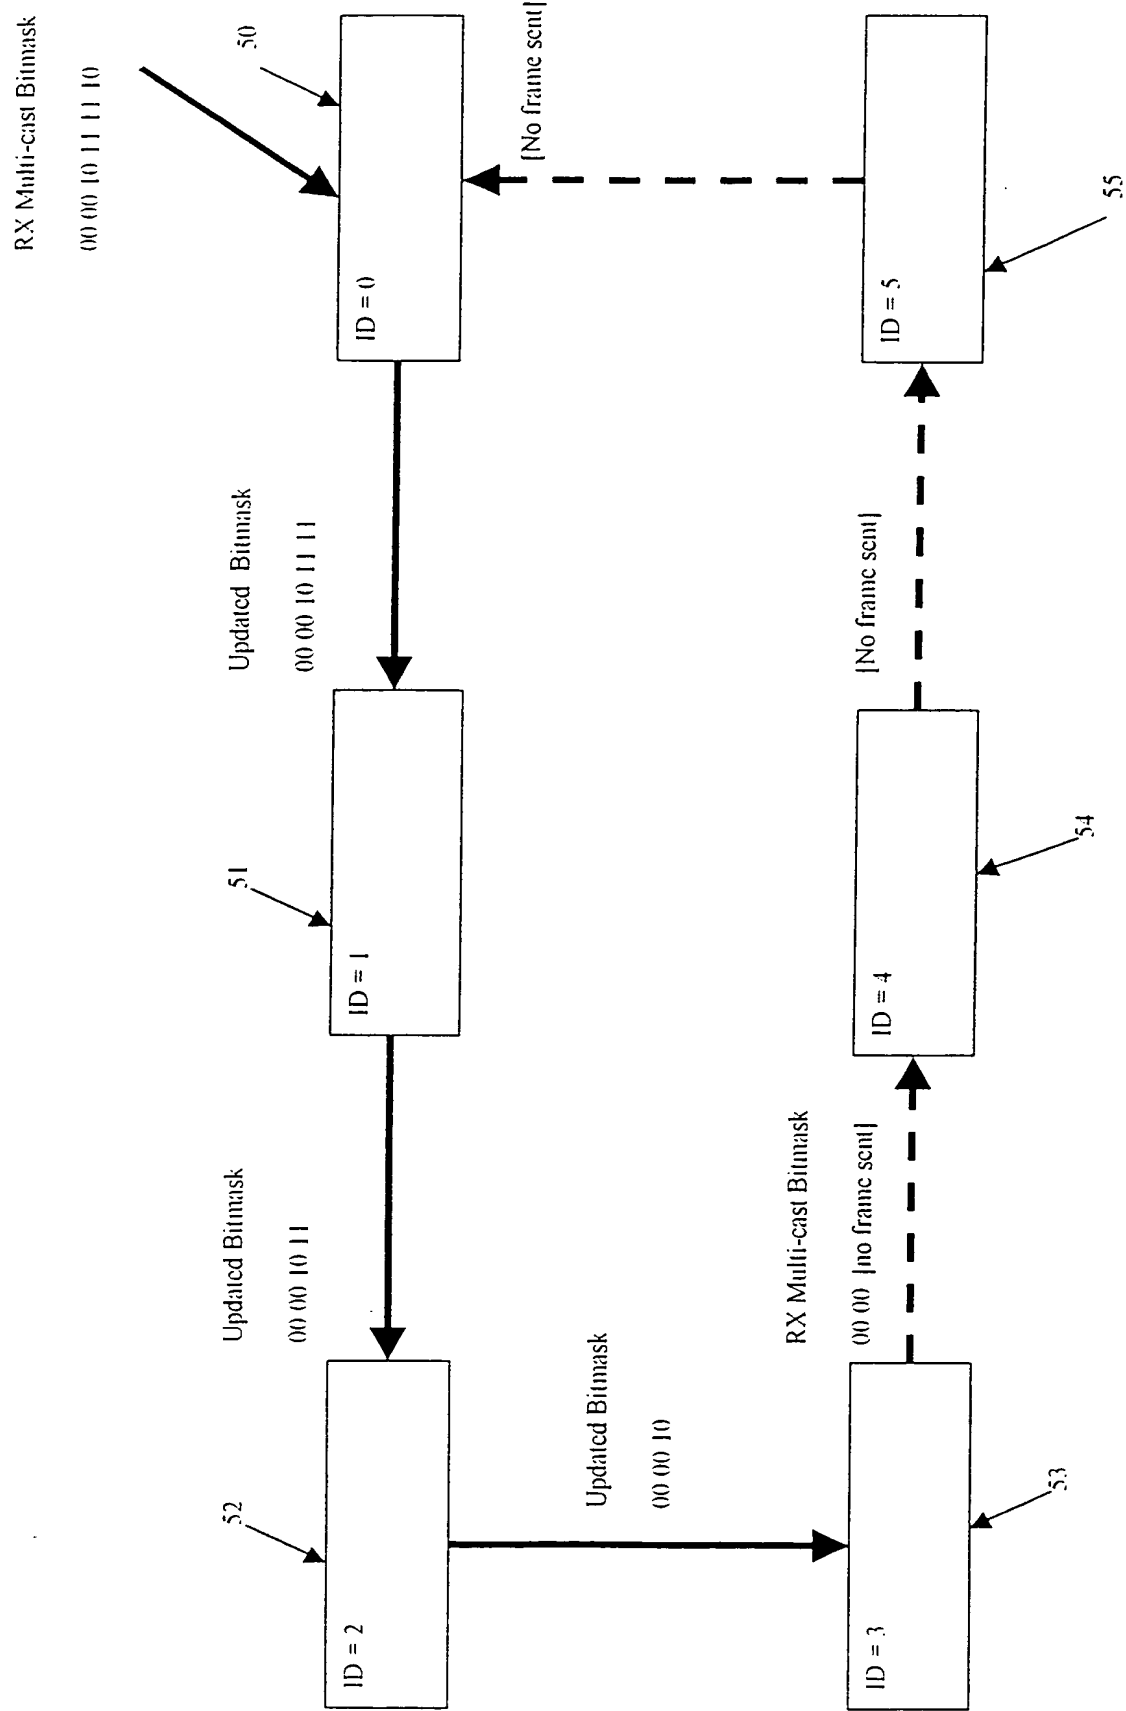 RX Multi-cast Bitmask
00 00 10 11 11 10
50
ID = 0
[No frame sent]
Updated Bitmask
00 00 10 11 11
51
ID = 1
Updated Bitmask
00 00 10 11
52
ID = 2
Updated Bitmask
00 00 10
53
ID = 3
RX Multi-cast Bitmask
00 00 [no frame sent]
54
ID = 4
[No frame sent]
55
ID = 5